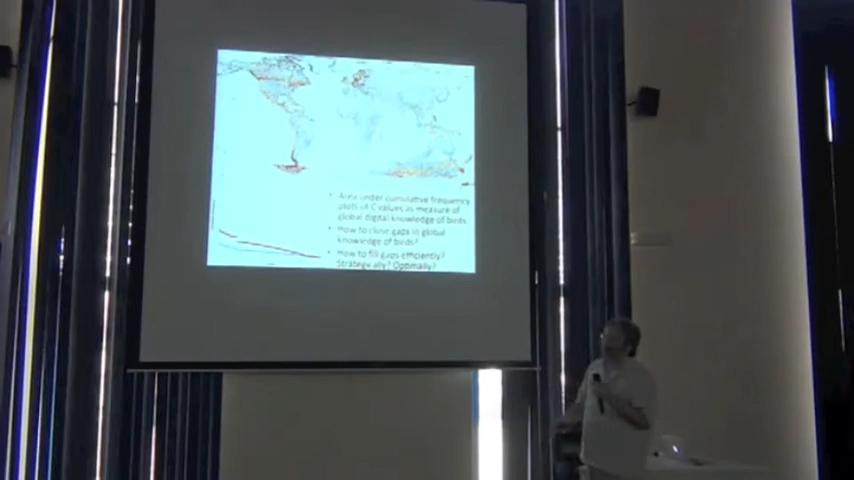 • Area under cumulative frequency
plots of C values as measure of
global digital knowledge of birds
• How to close gaps in global
knowledge of birds?
• How to fill gaps efficiently?
Strategically? Optimally?